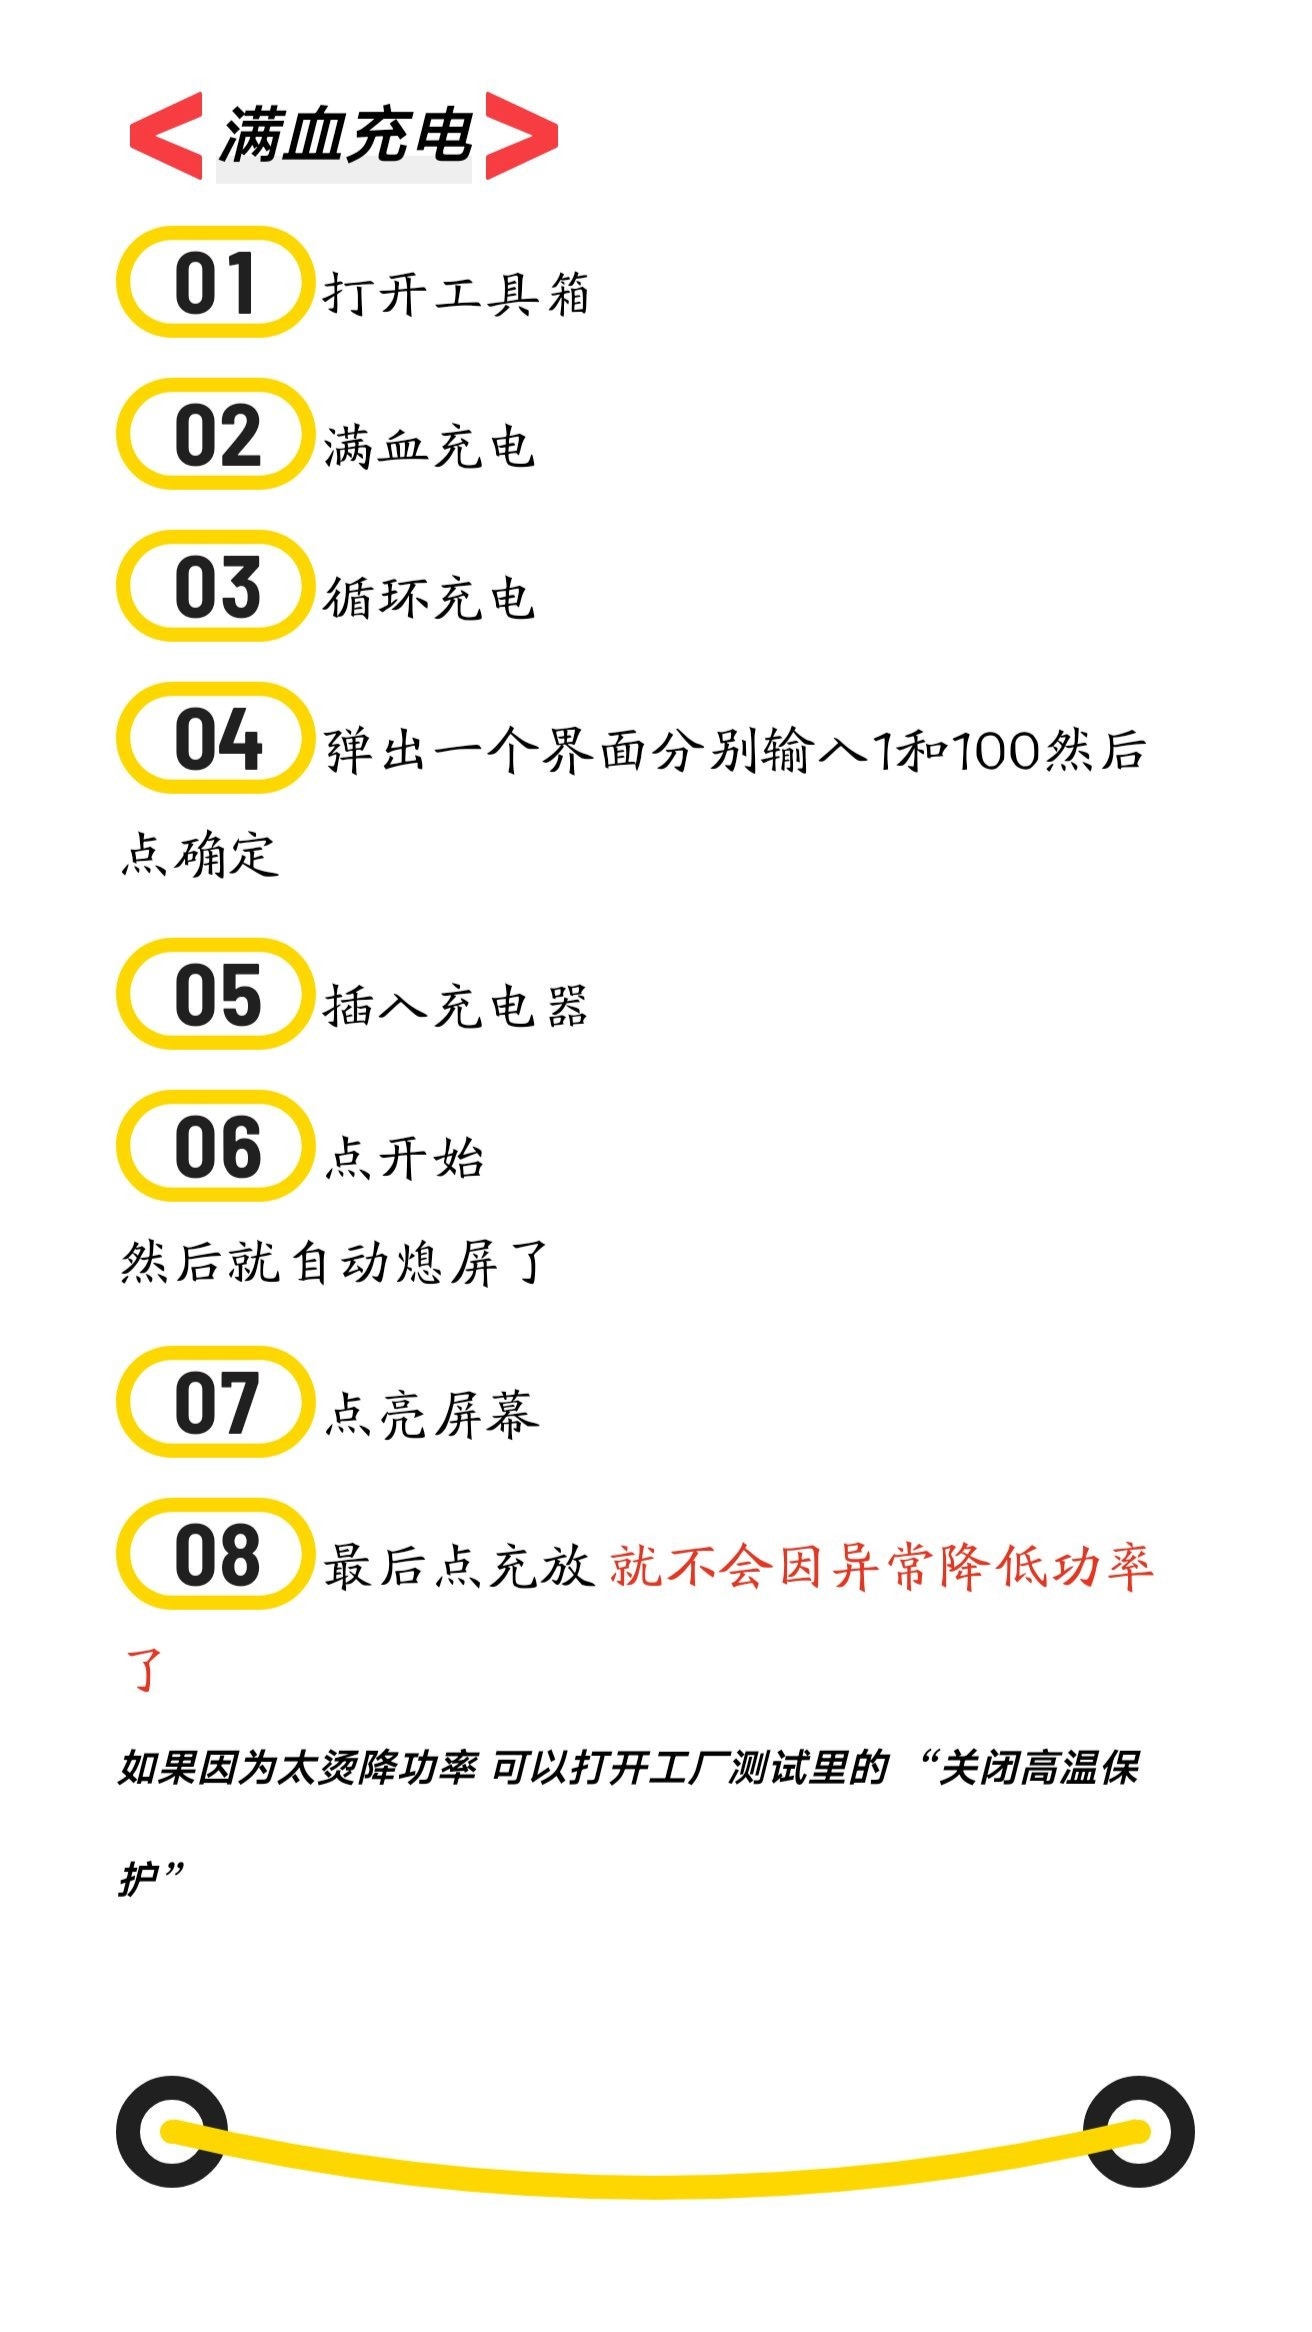 <满血充电>
01 打开工具箱
02 满血充电
03 循环充电
04 弹出一个界面分别输入1和100然后
点确定
05 插入充电器
06 点开始
然后就自动熄屏了
07 点亮屏幕
08 最后点充放 就不会因异常降低功率
了
如果因为太烫降功率 可以打开工厂测试里的 “关闭高温保
护”